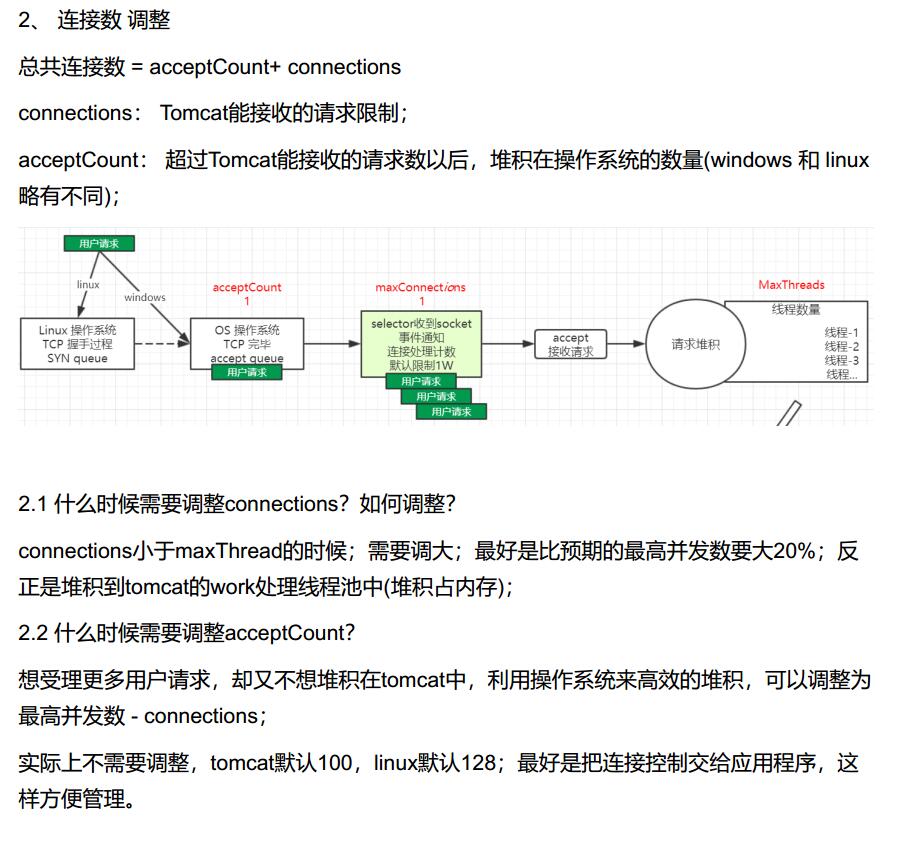 2、 连接数 调整
总共连接数 = acceptCount+ connections
connections： Tomcat能接收的请求限制；
acceptCount： 超过Tomcat能接收的请求数以后，堆积在操作系统的数量(windows 和 linux
略有不同)；
用户请求
linux
windows
acceptCount
1
maxConnections
1
MaxThreads
Linux 操作系统
TCP 握手过程
SYN queue
OS 操作系统
TCP 完毕
accept queue
用户请求
selector收到socket
事件通知
连接处理计数
默认限制1W
用户请求
用户请求
用户请求
accept
接收请求
请求堆积
线程数量
线程-1
线程-2
线程-3
线程...
2.1 什么时候需要调整connections？如何调整？
connections小于maxThread的时候；需要调大；最好是比预期的最高并发数要大20%；反
正是堆积到tomcat的work处理线程池中(堆积占内存)；
2.2 什么时候需要调整acceptCount？
想受理更多用户请求，却又不想堆积在tomcat中，利用操作系统来高效的堆积，可以调整为
最高并发数 - connections；
实际上不需要调整，tomcat默认100，linux默认128；最好是把连接控制交给应用程序，这
样方便管理。